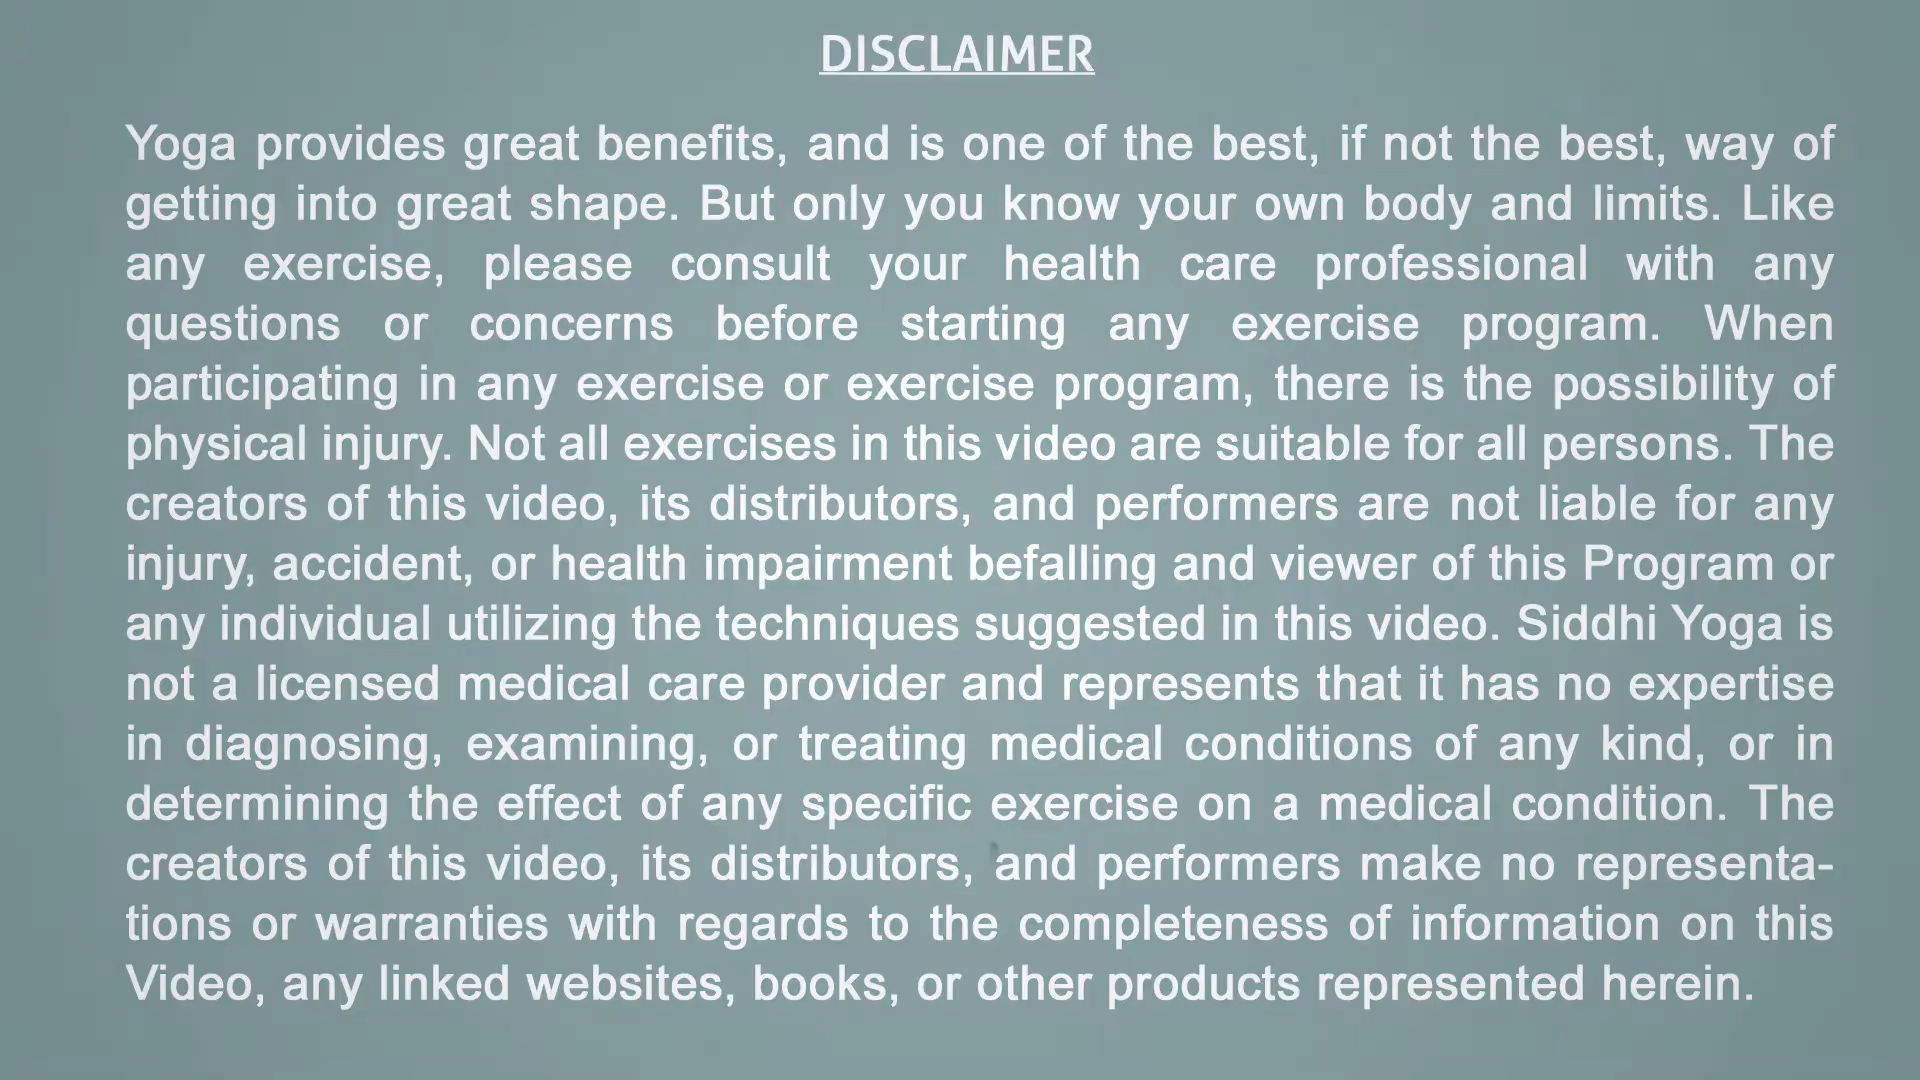 DISCLAIMER
Yoga provides great benefits, and is one of the best, if not the best, way of
getting into great shape. But only you know your own body and limits. Like
any exercise, please consult your health care professional with any
questions or concerns before starting any exercise program. When
participating in any exercise or exercise program, there is the possibility of
physical injury. Not all exercises in this video are suitable for all persons. The
creators of this video, its distributors, and performers are not liable for any
injury, accident, or health impairment befalling and viewer of this Program or
any individual utilizing the techniques suggested in this video. Siddhi Yoga is
not a licensed medical care provider and represents that it has no expertise
in diagnosing, examining, or treating medical conditions of any kind, or in
determining the effect of any specific exercise on a medical condition. The
creators of this video, its distributors, and performers make no representa-
tions or warranties with regards to the completeness of information on this
Video, any linked websites, books, or other products represented herein.